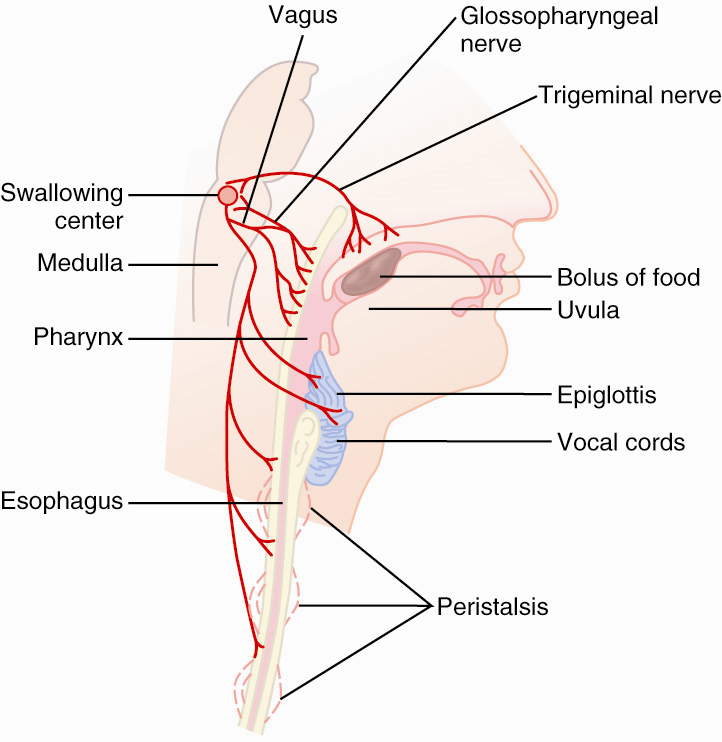 Vagus
Glossopharyngeal
nerve
Trigeminal nerve
Swallowing
center
Medulla
Bolus of food
Uvula
Pharynx
Epiglottis
Vocal cords
Esophagus
Peristalsis